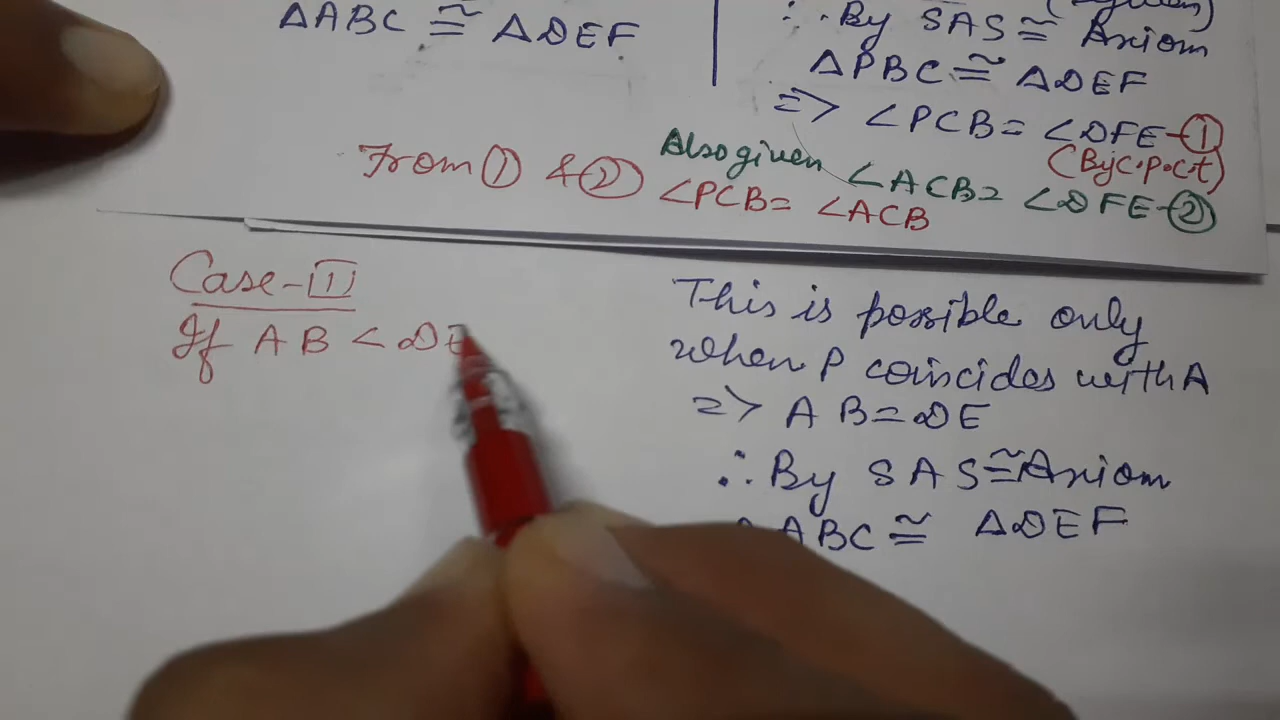 ΔABC ≅ ΔDEF
∴ By SAS ≅ Axiom
ΔPBC ≅ ΔDEF
=> ∠PCB = ∠DFE-①
(By c.p.c.t)
Also given ∠ACB = ∠DFE-②
From ① & ② ∠PCB = ∠ACB
Case-III
If AB < DE
This is possible only
when P coincides with A
=> AB = DE
∴ By SAS ≅ Axiom
ΔABC ≅ ΔDEF